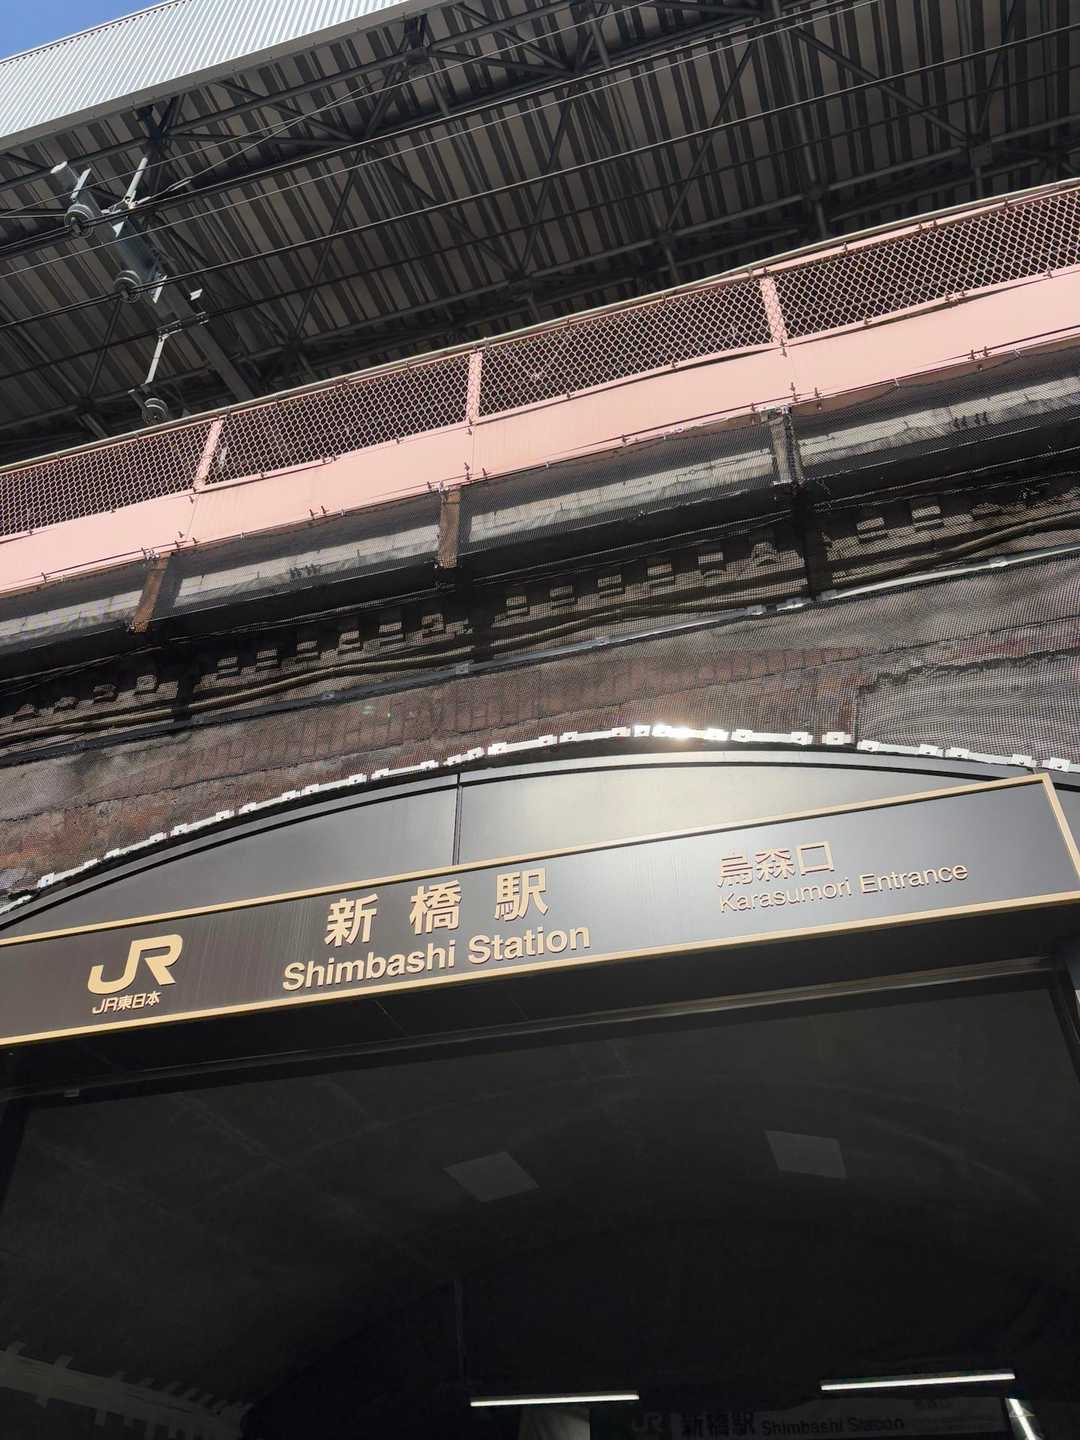 JR
JR東日本
新橋駅
Shimbashi Station
烏森口
Karasumori Entrance
JR 新橋駅 Shimbashi Station